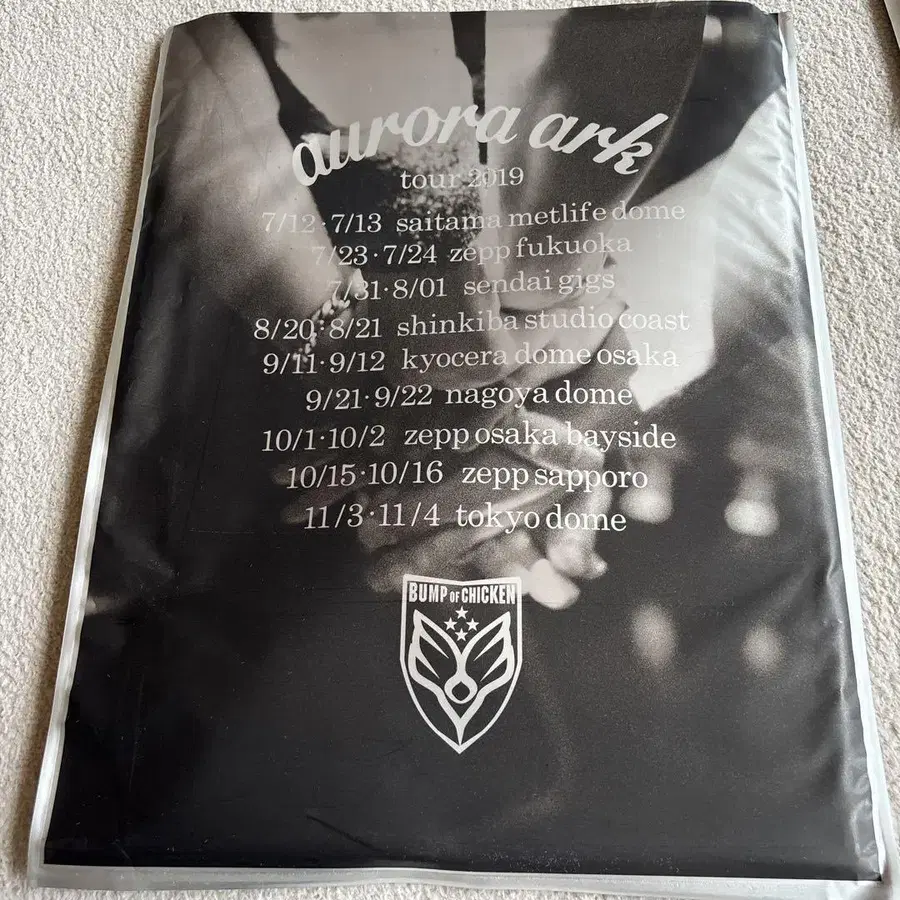 aurora ark
tour 2019
7/12·7/13 saitama metlife dome
7/23·7/24 zepp fukuoka
7/31·8/01 sendai gigs
8/20·8/21 shinkiba studio coast
9/11·9/12 kyocera dome osaka
9/21·9/22 nagoya dome
10/1·10/2 zepp osaka bayside
10/15·10/16 zepp sapporo
11/3·11/4 tokyo dome
BUMP OF CHICKEN